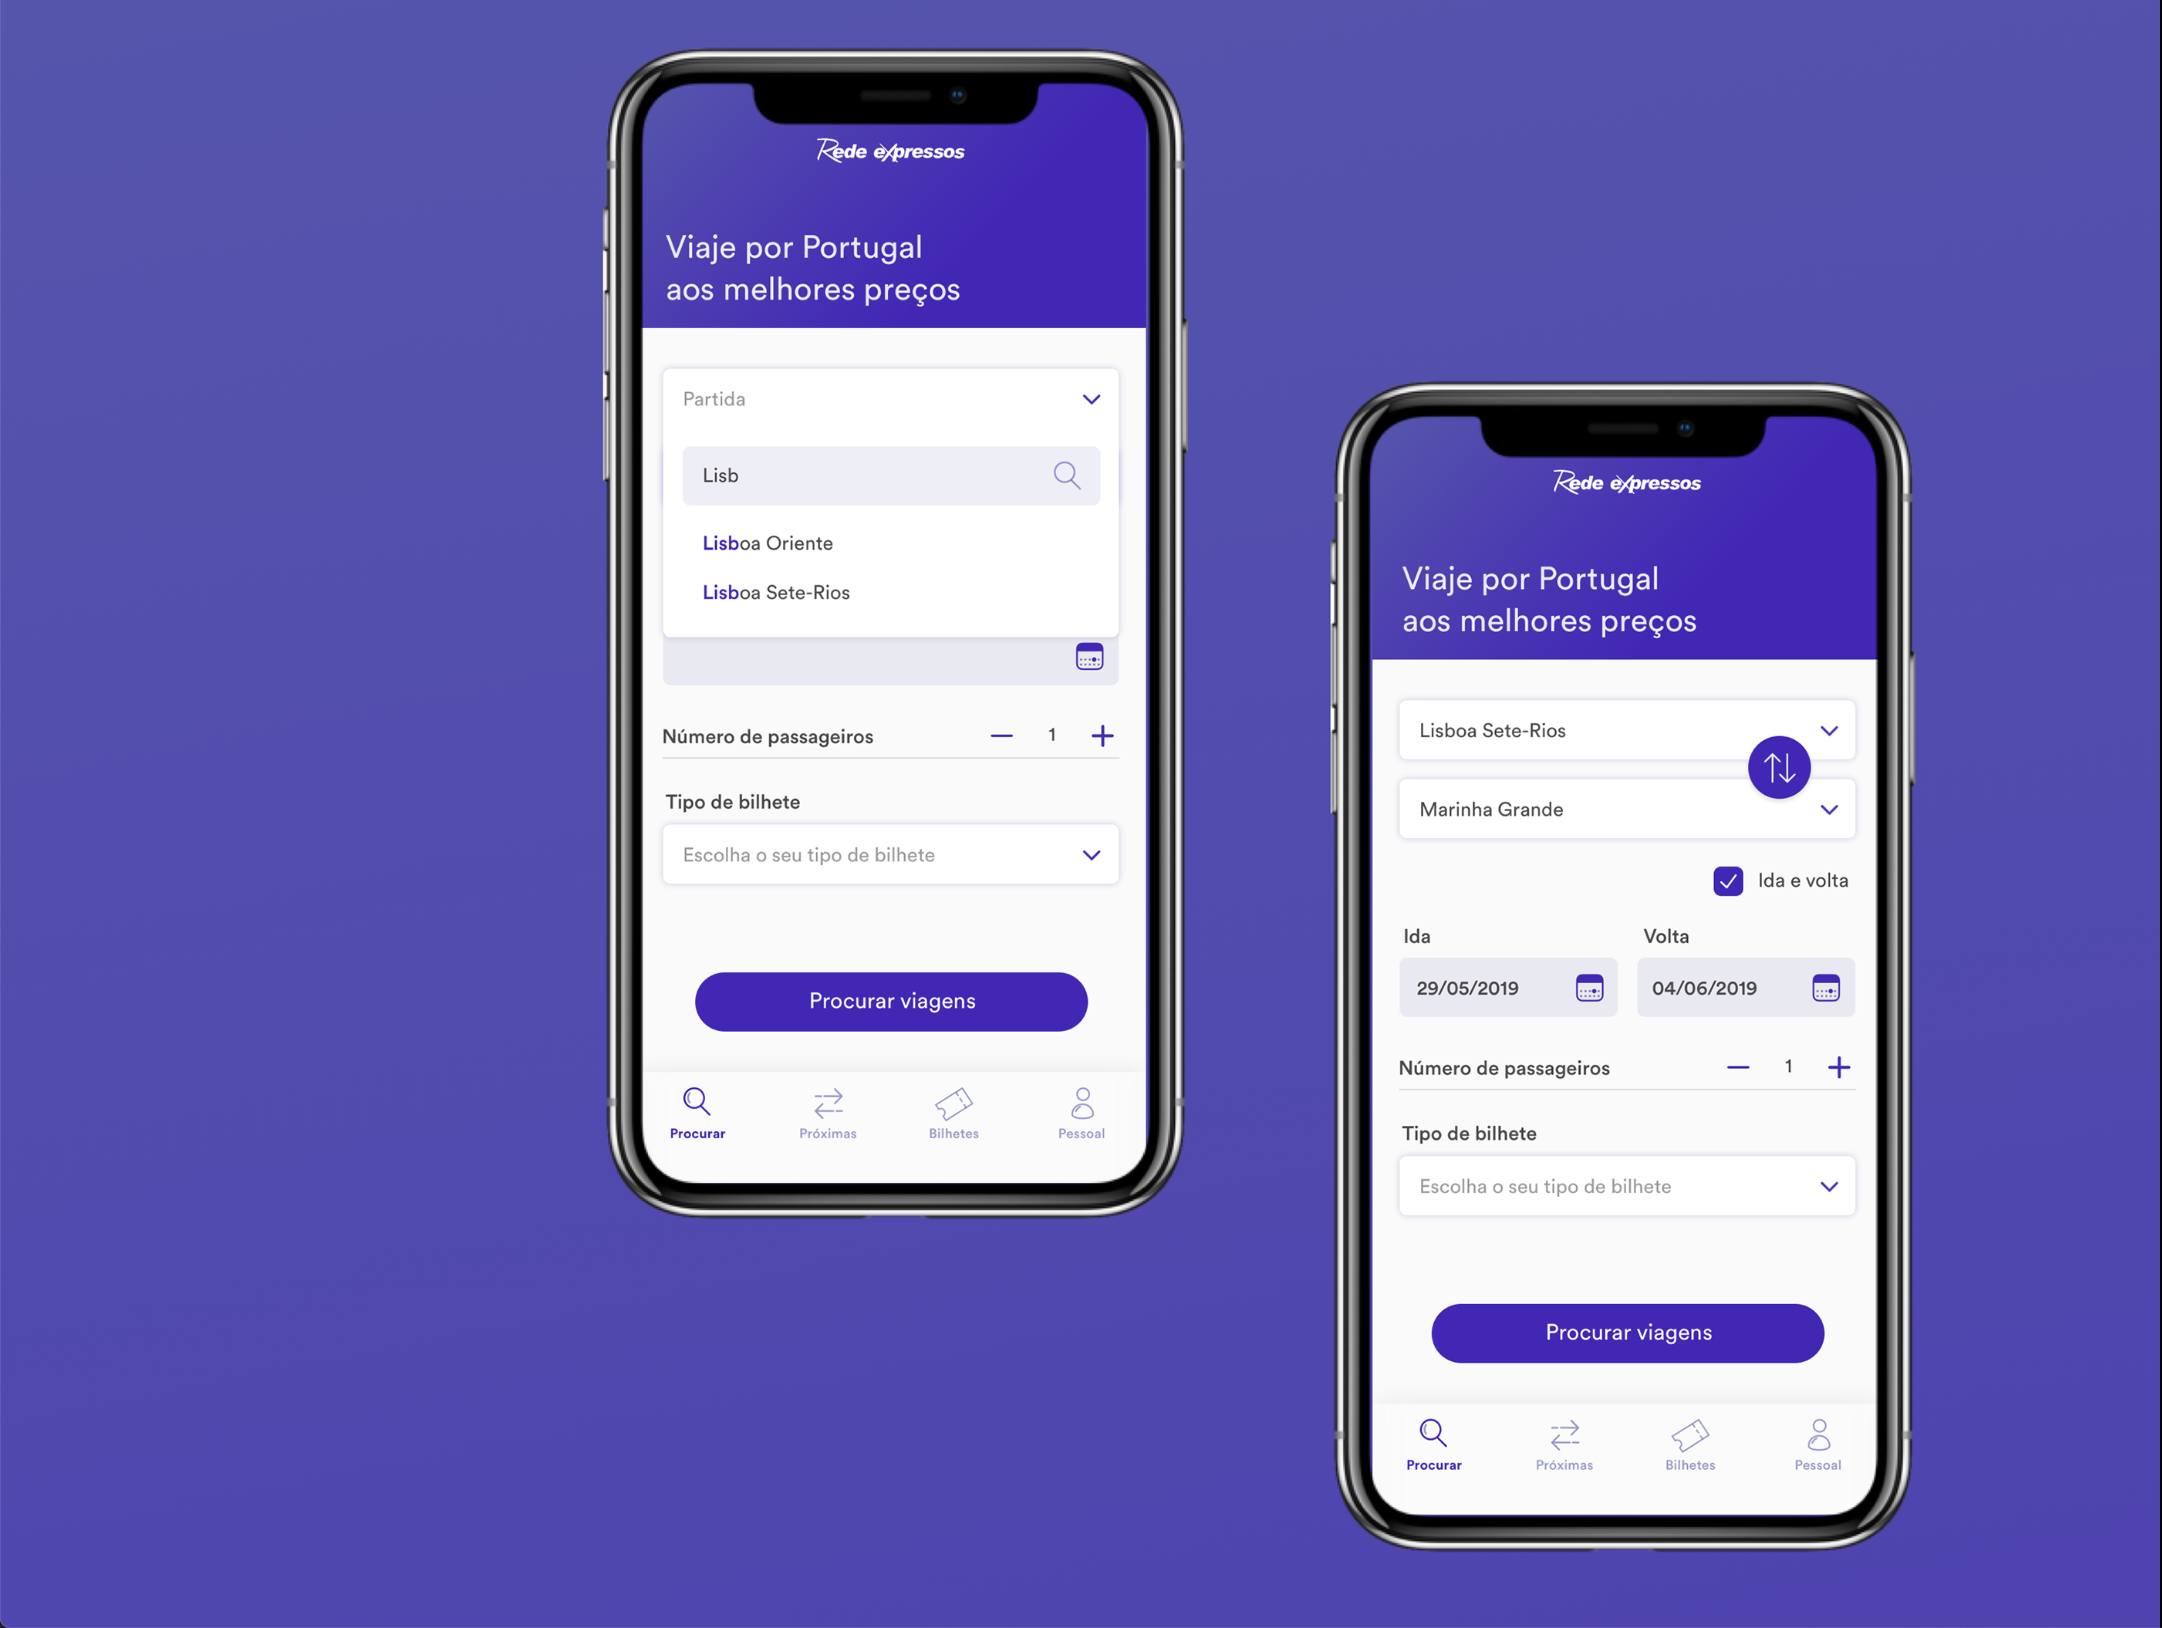 Rede expressos
Viaje por Portugal
aos melhores preços
Partida
Lisb
Lisboa Oriente
Lisboa Sete-Rios
Número de passageiros
1
Tipo de bilhete
Escolha o seu tipo de bilhete
Procurar viagens
Procurar Próximas Bilhetes Pessoal
Rede expressos
Viaje por Portugal
aos melhores preços
Lisboa Sete-Rios
Marinha Grande
Ida e volta
Ida Volta
29/05/2019 04/06/2019
Número de passageiros
1
Tipo de bilhete
Escolha o seu tipo de bilhete
Procurar viagens
Procurar Próximas Bilhetes Pessoal